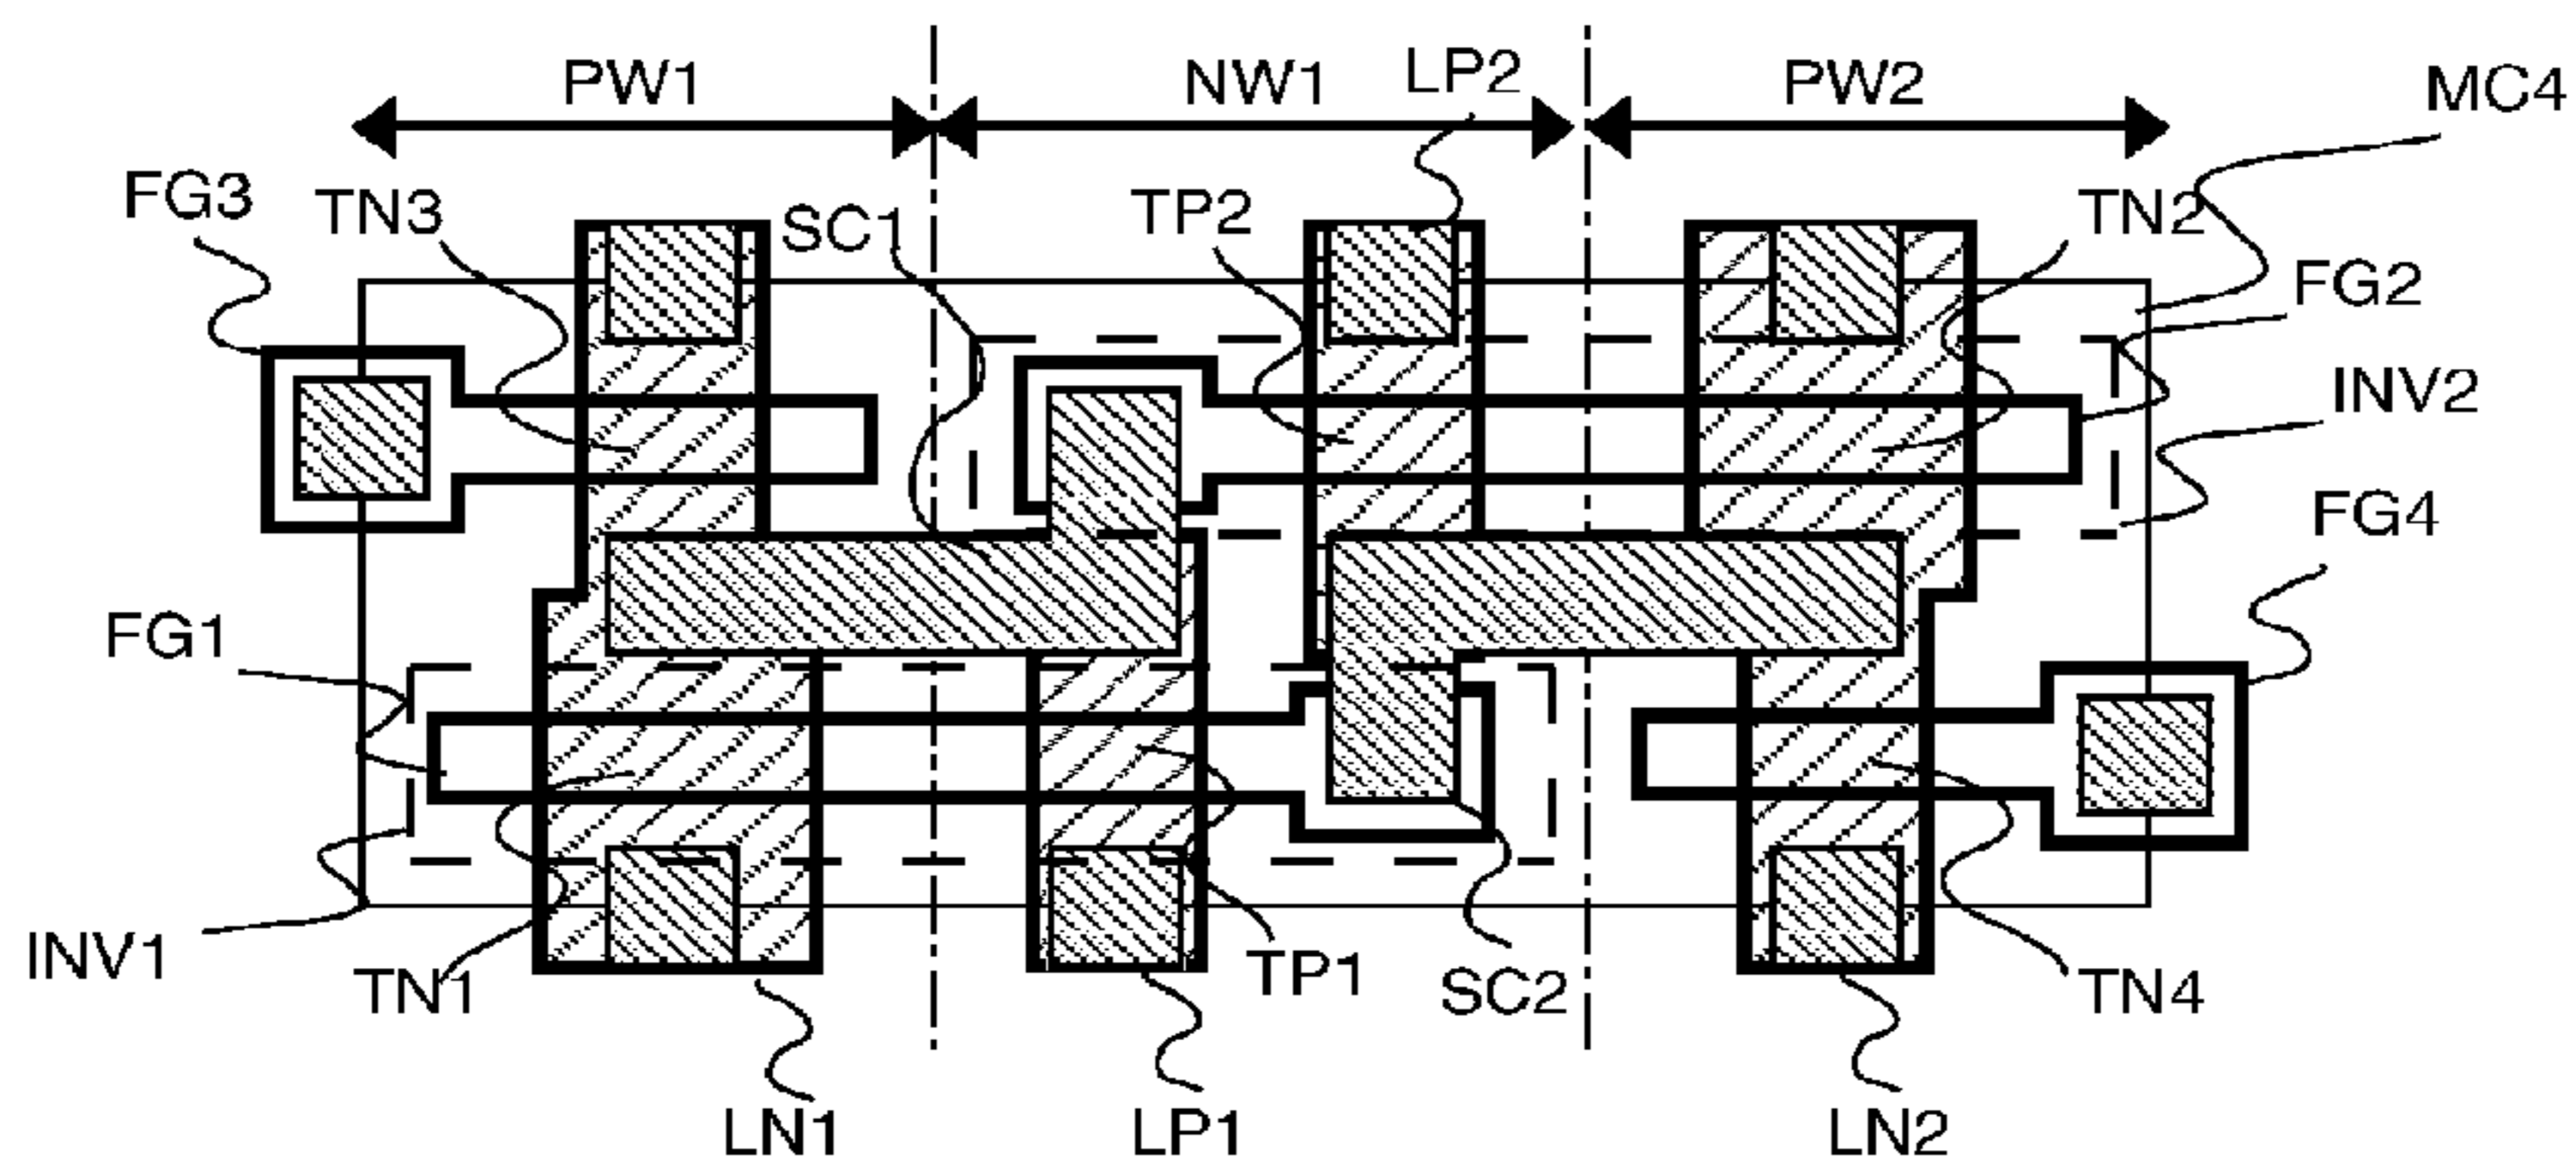 PW1
NW1
LP2
PW2
MC4
FG3
TN3
SC1
TP2
TN2
FG2
INV2
FG4
FG1
INV1
TN1
TP1
SC2
TN4
LN1
LP1
LN2